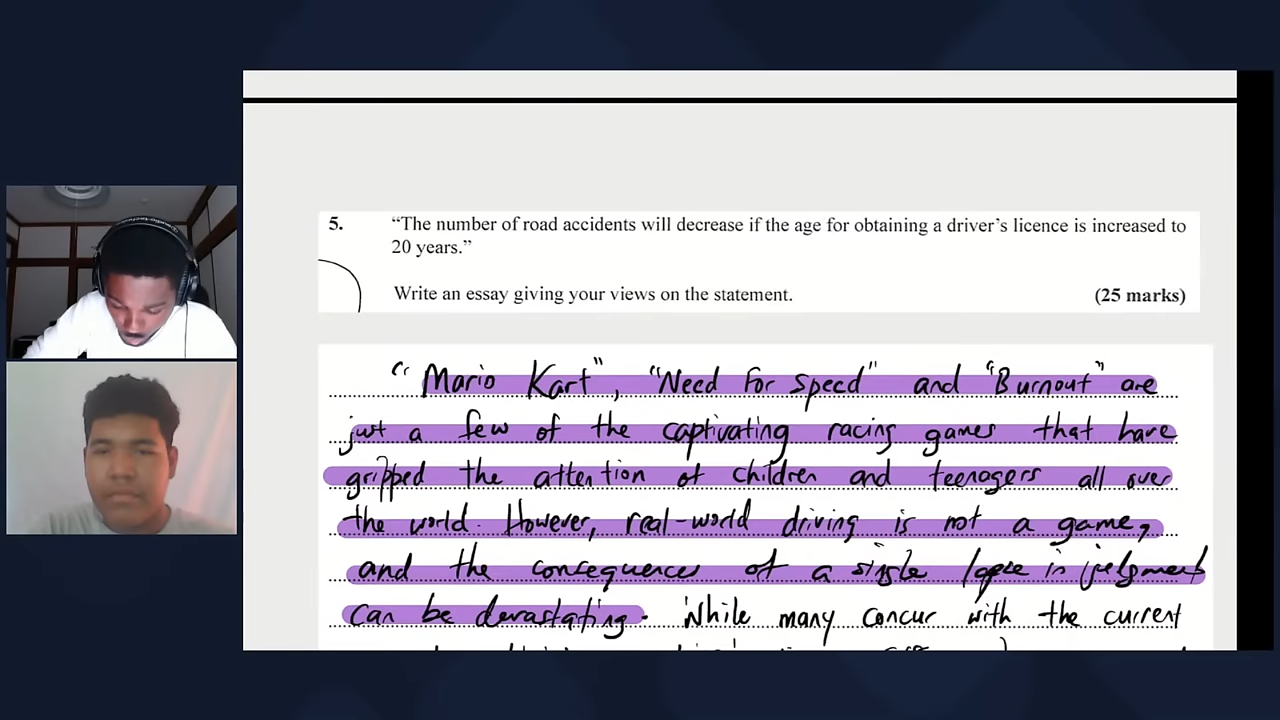 5. “The number of road accidents will decrease if the age for obtaining a driver’s licence is increased to
20 years.”
Write an essay giving your views on the statement. (25 marks)
"Mario Kart", "Need For Speed" and "Burnout" are
just a few of the captivating racing games that have
gripped the attention of children and teenagers all over
the world. However, real-world driving is not a game,
and the consequences of a single lapse in judgment
can be devastating. While many concur with the current